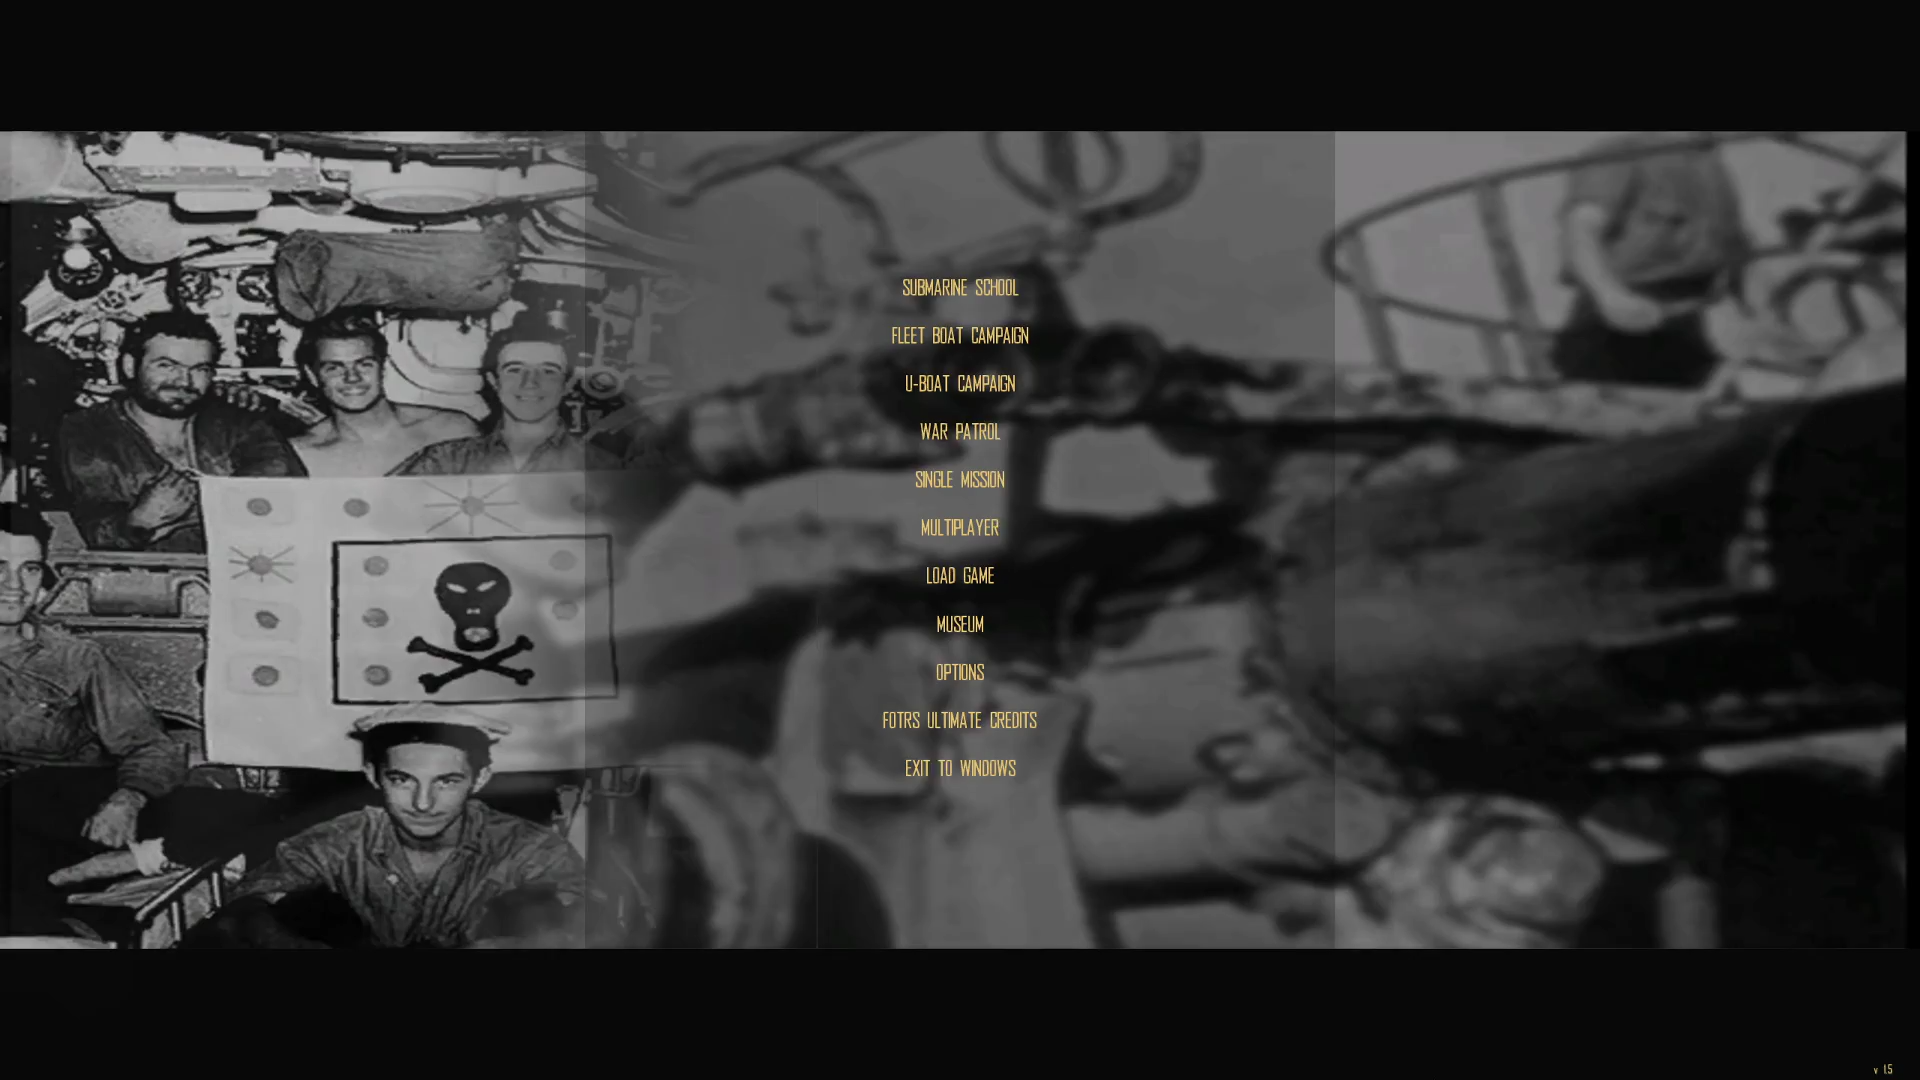 SUBMARINE SCHOOL
FLEET BOAT CAMPAIGN
U-BOAT CAMPAIGN
WAR PATROL
SINGLE MISSION
MULTIPLAYER
LOAD GAME
MUSEUM
OPTIONS
FOTRS ULTIMATE CREDITS
EXIT TO WINDOWS
v 1.5